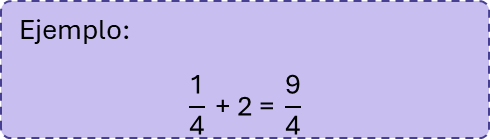 Ejemplo:
1/4 + 2 = 9/4